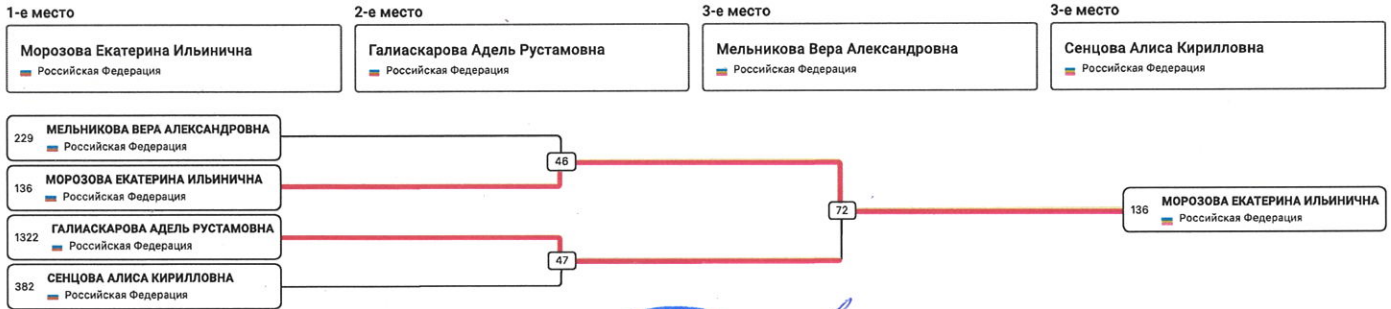 1-е место
2-е место
3-е место
3-е место
Морозова Екатерина Ильинична
Российская Федерация
Галиаскарова Адель Рустамовна
Российская Федерация
Мельникова Вера Александровна
Российская Федерация
Сенцова Алиса Кирилловна
Российская Федерация
229
МЕЛЬНИКОВА ВЕРА АЛЕКСАНДРОВНА
Российская Федерация
136
МОРОЗОВА ЕКАТЕРИНА ИЛЬИНИЧНА
Российская Федерация
1322
ГАЛИАСКАРОВА АДЕЛЬ РУСТАМОВНА
Российская Федерация
382
СЕНЦОВА АЛИСА КИРИЛЛОВНА
Российская Федерация
46
47
72
136
МОРОЗОВА ЕКАТЕРИНА ИЛЬИНИЧНА
Российская Федерация